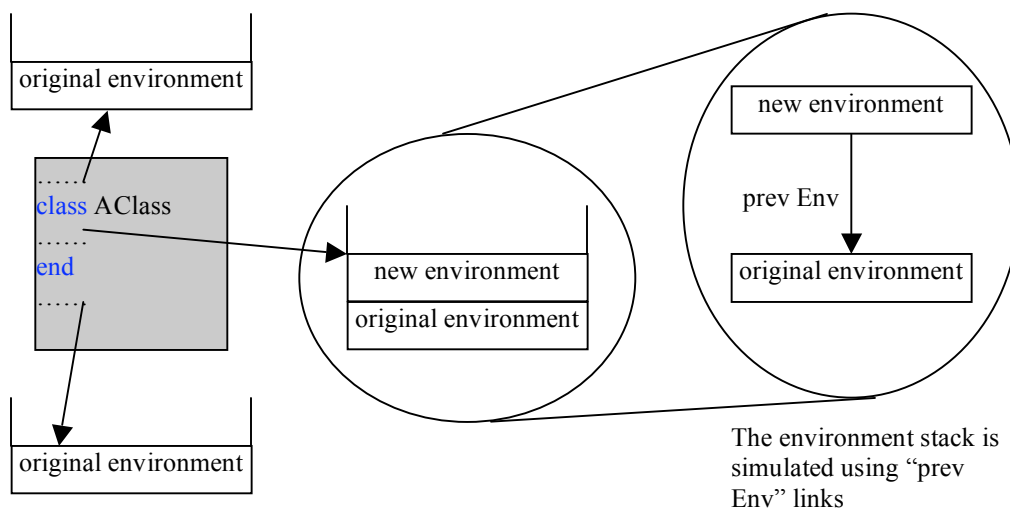 original environment
new environment
......
class AClass
prev Env
......
end
new environment
original environment
......
original environment
original environment
The environment stack is
simulated using “prev
Env” links